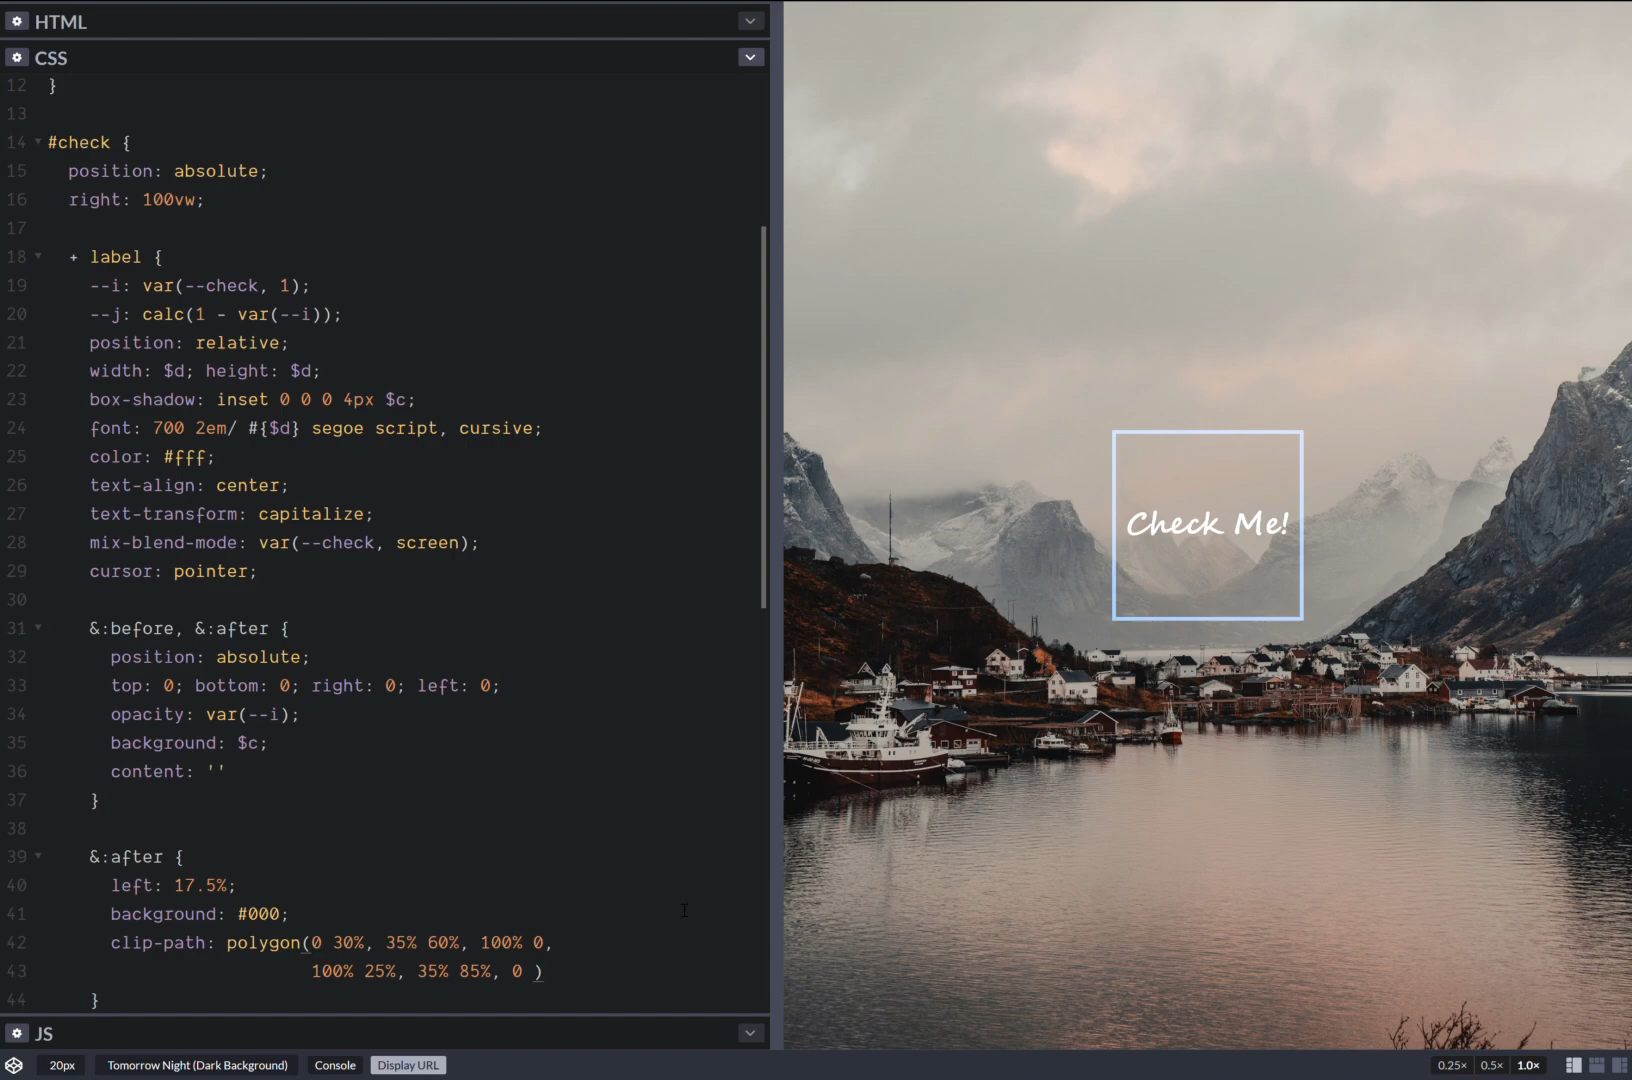 HTML
CSS
12 }
13
14 #check {
15 position: absolute;
16 right: 100vw;
17
18 + label {
19 --i: var(--check, 1);
20 --j: calc(1 - var(--i));
21 position: relative;
22 width: $d; height: $d;
23 box-shadow: inset 0 0 0 4px $c;
24 font: 700 2em/ #{$d} segoe script, cursive;
25 color: #fff;
26 text-align: center;
27 text-transform: capitalize;
28 mix-blend-mode: var(--check, screen);
29 cursor: pointer;
30
31 &:before, &:after {
32 position: absolute;
33 top: 0; bottom: 0; right: 0; left: 0;
34 opacity: var(--i);
35 background: $c;
36 content: ''
37 }
38
39 &:after {
40 left: 17.5%;
41 background: #000;
42 clip-path: polygon(0 30%, 35% 60%, 100% 0,
43 100% 25%, 35% 85%, 0 )
44 }
JS
20px Tomorrow Night (Dark Background) Console Display URL
Check Me!
0.25× 0.5× 1.0×